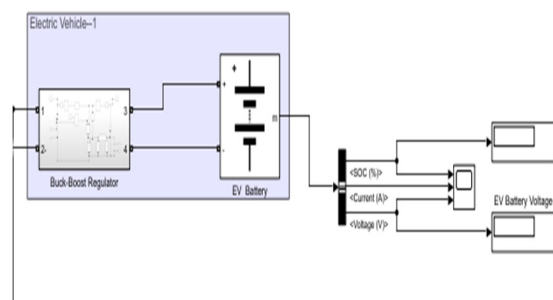 Electric Vehicle–1
+
+
1
3
m
2-
4
-
Buck-Boost Regulator
EV Battery
<SOC (%)>
<Current (A)>
<Voltage (V)>
EV Battery Voltage